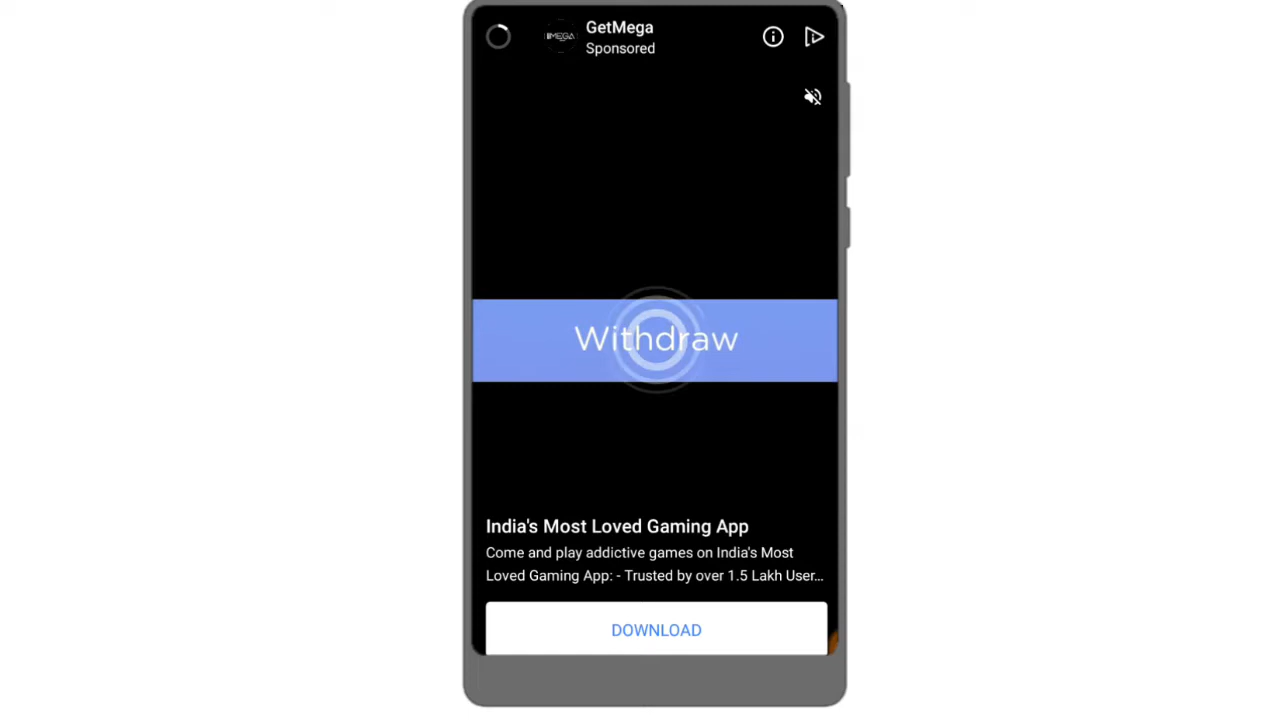 GetMega
MEGA
Sponsored
Withdraw
India's Most Loved Gaming App
Come and play addictive games on India's Most
Loved Gaming App: - Trusted by over 1.5 Lakh User...
DOWNLOAD